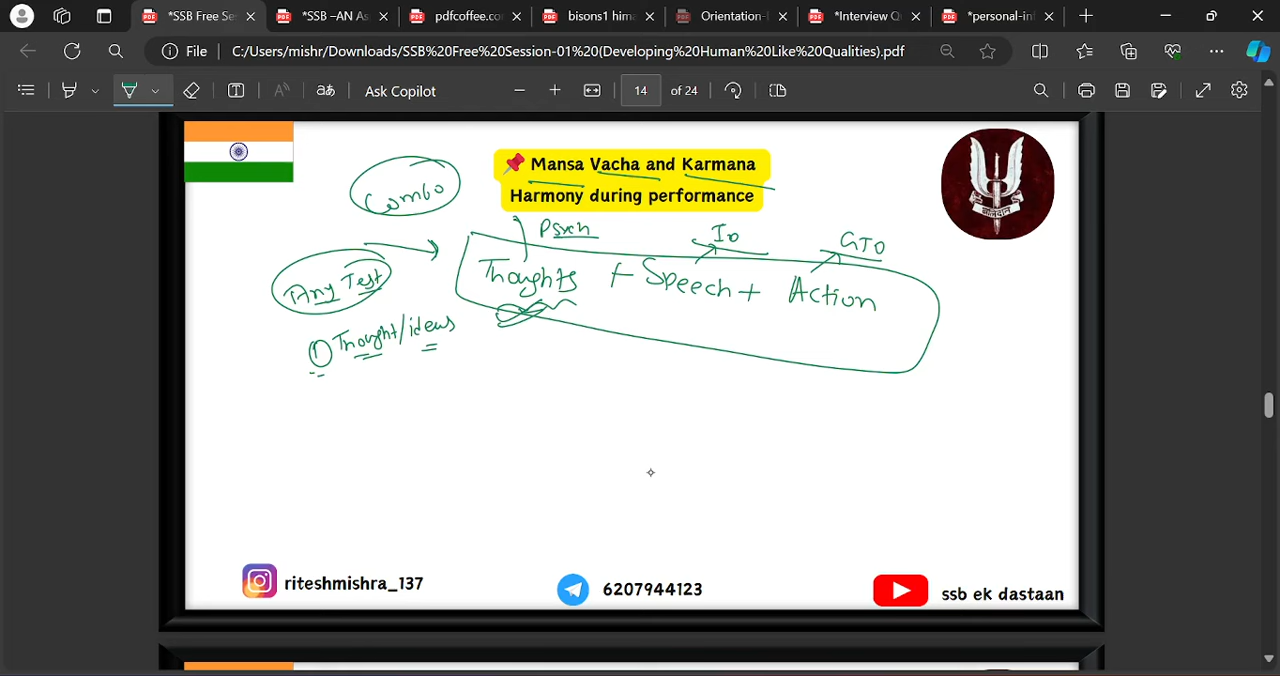 *SSB Free Se
*SSB –AN As
pdfcoffee.co
bisons1 hima
Orientation-
*Interview Q
*personal-in
File
C:/Users/mishr/Downloads/SSB%20Free%20Session-01%20(Developing%20Human%20Like%20Qualities).pdf
Ask Copilot
14
of 24
Mansa Vacha and Karmana
Harmony during performance
Combo
Psych
IO
GTO
Any Test
Thoughts + Speech + Action
① Thought/ideas
riteshmishra_137
6207944123
ssb ek dastaan